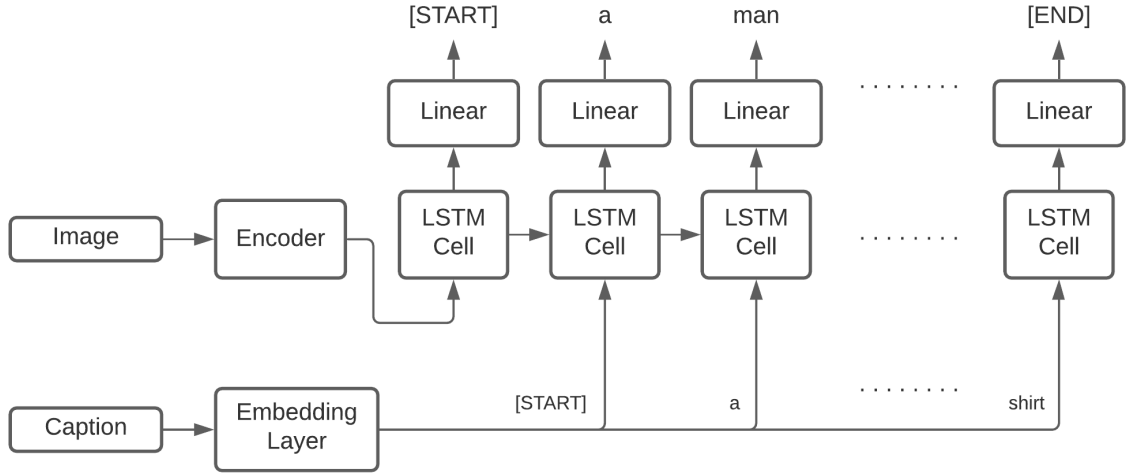 [START]
a
man
[END]
Linear
Linear
Linear
. . . . . . . .
Linear
Image
Encoder
LSTM
Cell
LSTM
Cell
LSTM
Cell
. . . . . . . .
LSTM
Cell
Caption
Embedding
Layer
[START]
a
. . . . . . . .
shirt